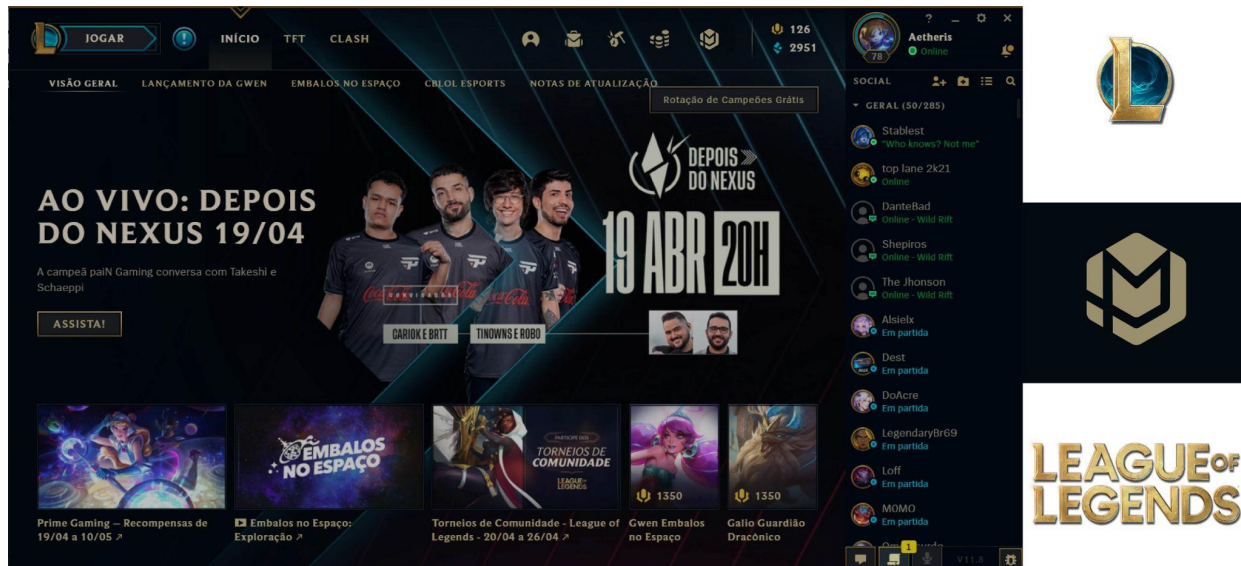 JOGAR
INÍCIO
TFT
CLASH
126
2951
VISÃO GERAL
LANÇAMENTO DA GWEN
EMBALOS NO ESPAÇO
CBLOL ESPORTS
NOTAS DE ATUALIZAÇÃO
Rotação de Campeões Grátis
AO VIVO: DEPOIS
DO NEXUS 19/04
A campeã paiN Gaming conversa com Takeshi e
Schaeppi
ASSISTA!
DEPOIS
DO NEXUS
19 ABR 20H
Coca-Cola
CONVIDADOS
CARIOK E BRTT
TINOWNS E ROBO
EMBALOS
NO ESPAÇO
PARTICIPE DOS
TORNEIOS DE
COMUNIDADE
LEAGUE OF
LEGENDS
1350
1350
Prime Gaming – Recompensas de
19/04 a 10/05
Embalos no Espaço:
Exploração
Torneios de Comunidade - League of
Legends - 20/04 a 26/04
Gwen Embalos
no Espaço
Galio Guardião
Dracônico
78
?
Aetheris
Online
SOCIAL
GERAL (50/285)
Stablest
"Who knows? Not me"
top lane 2k21
Online
DanteBad
Online - Wild Rift
Shepiros
Online - Wild Rift
The Jhonson
Online - Wild Rift
Alsielx
Em partida
Dest
Em partida
DoAcre
Em partida
LegendaryBr69
Em partida
Loff
Em partida
MOMO
Em partida
1
V11.8
LEAGUE OF
LEGENDS